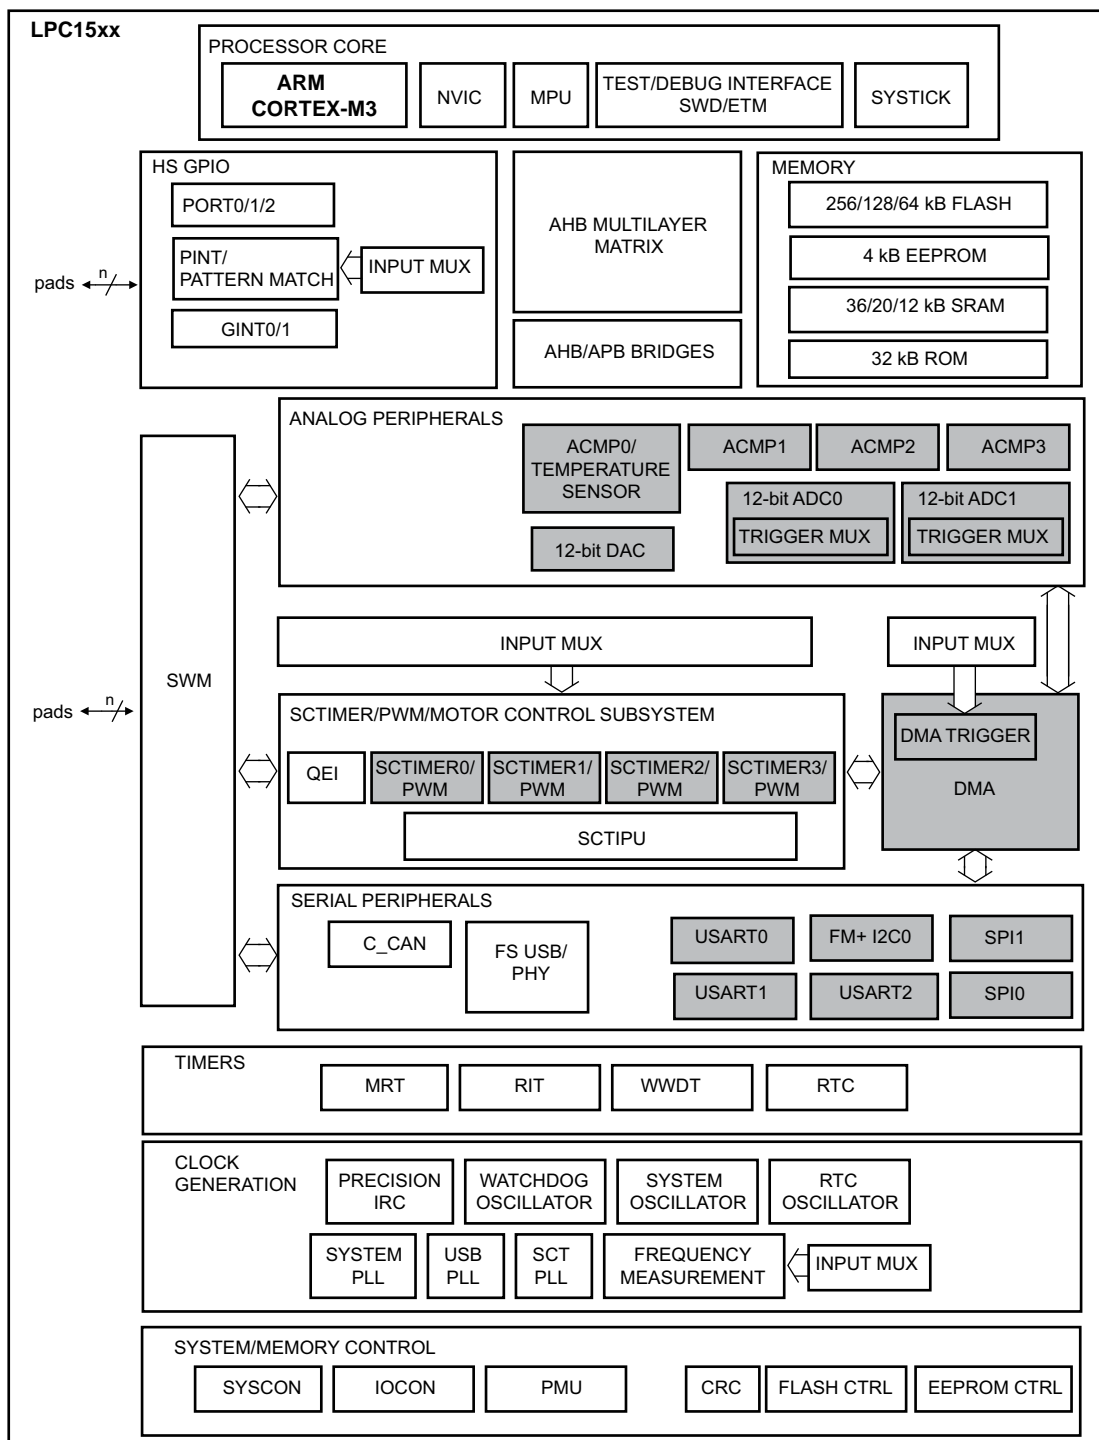 LPC15xx
PROCESSOR CORE
ARM
CORTEX-M3
NVIC
MPU
TEST/DEBUG INTERFACE
SWD/ETM
SYSTICK
HS GPIO
PORT0/1/2
PINT/
PATTERN MATCH
INPUT MUX
GINT0/1
pads
n
AHB MULTILAYER
MATRIX
AHB/APB BRIDGES
MEMORY
256/128/64 kB FLASH
4 kB EEPROM
36/20/12 kB SRAM
32 kB ROM
ANALOG PERIPHERALS
ACMP0/
TEMPERATURE
SENSOR
ACMP1
ACMP2
ACMP3
12-bit ADC0
TRIGGER MUX
12-bit ADC1
TRIGGER MUX
12-bit DAC
SWM
pads
n
INPUT MUX
INPUT MUX
SCTIMER/PWM/MOTOR CONTROL SUBSYSTEM
QEI
SCTIMER0/
PWM
SCTIMER1/
PWM
SCTIMER2/
PWM
SCTIMER3/
PWM
SCTIPU
DMA TRIGGER
DMA
SERIAL PERIPHERALS
C_CAN
FS USB/
PHY
USART0
FM+ I2C0
SPI1
USART1
USART2
SPI0
TIMERS
MRT
RIT
WWDT
RTC
CLOCK
GENERATION
PRECISION
IRC
WATCHDOG
OSCILLATOR
SYSTEM
OSCILLATOR
RTC
OSCILLATOR
SYSTEM
PLL
USB
PLL
SCT
PLL
FREQUENCY
MEASUREMENT
INPUT MUX
SYSTEM/MEMORY CONTROL
SYSCON
IOCON
PMU
CRC
FLASH CTRL
EEPROM CTRL